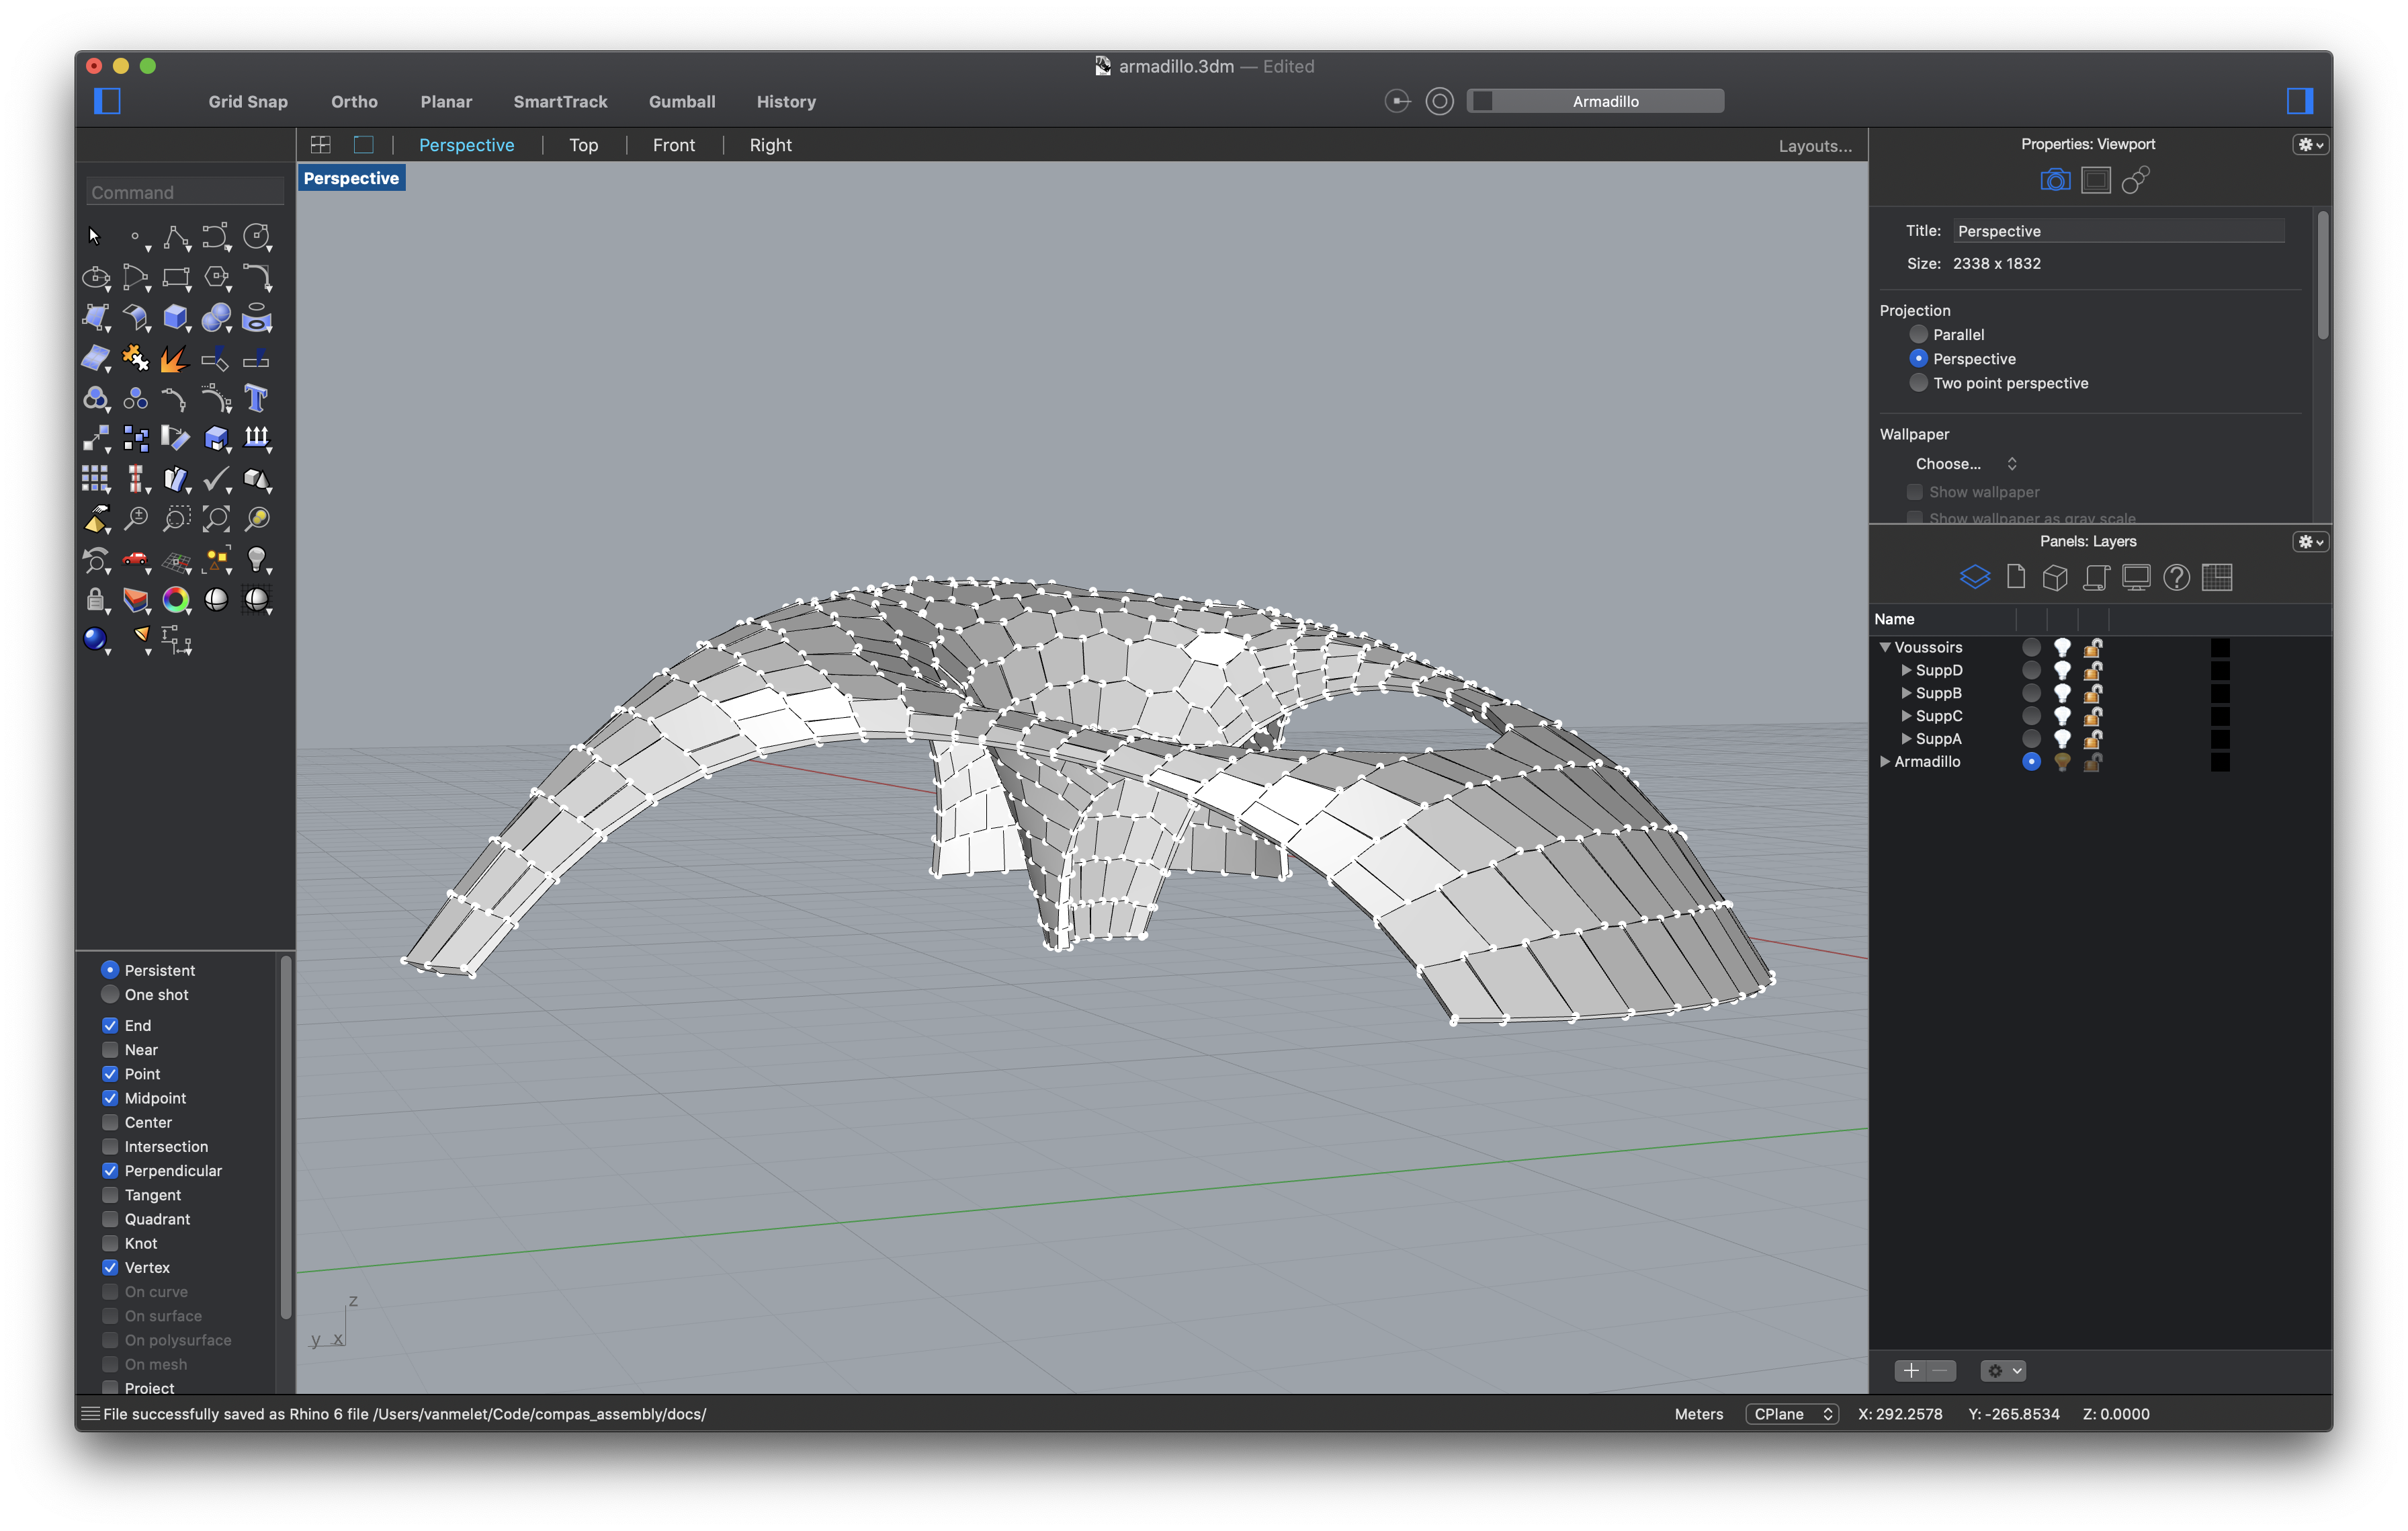 armadillo.3dm — Edited
Grid Snap Ortho Planar SmartTrack Gumball History Armadillo
Perspective Top Front Right Layouts...
Properties: Viewport
Perspective
Command
Title: Perspective
Size: 2338 x 1832
Projection
Parallel
Perspective
Two point perspective
Wallpaper
Choose...
Show wallpaper
Show wallpaper as gray scale
Panels: Layers
Name
Voussoirs
SuppD
SuppB
SuppC
SuppA
Armadillo
Persistent
One shot
End
Near
Point
Midpoint
Center
Intersection
Perpendicular
Tangent
Quadrant
Knot
Vertex
On curve
On surface
On polysurface
On mesh
Project
z
y x
File successfully saved as Rhino 6 file /Users/vanmelet/Code/compas_assembly/docs/
Meters CPlane X: 292.2578 Y: -265.8534 Z: 0.0000